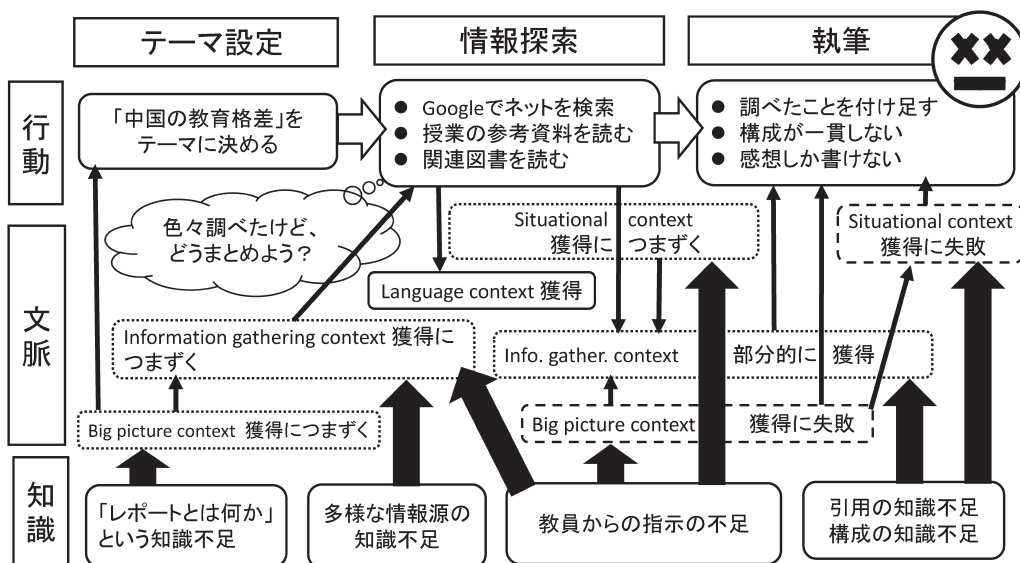 テーマ設定
情報探索
執筆
行動
「中国の教育格差」を
テーマに決める
● Googleでネットを検索
● 授業の参考資料を読む
● 関連図書を読む
● 調べたことを付け足す
● 構成が一貫しない
● 感想しか書けない
文脈
色々調べたけど、
どうまとめよう？
Situational context
獲得に つまずく
Situational context
獲得に失敗
Language context 獲得
Information gathering context 獲得に
つまずく
Info. gather. context 部分的に 獲得
Big picture context 獲得につまずく
Big picture context 獲得に失敗
知識
「レポートとは何か」
という知識不足
多様な情報源の
知識不足
教員からの指示の不足
引用の知識不足
構成の知識不足